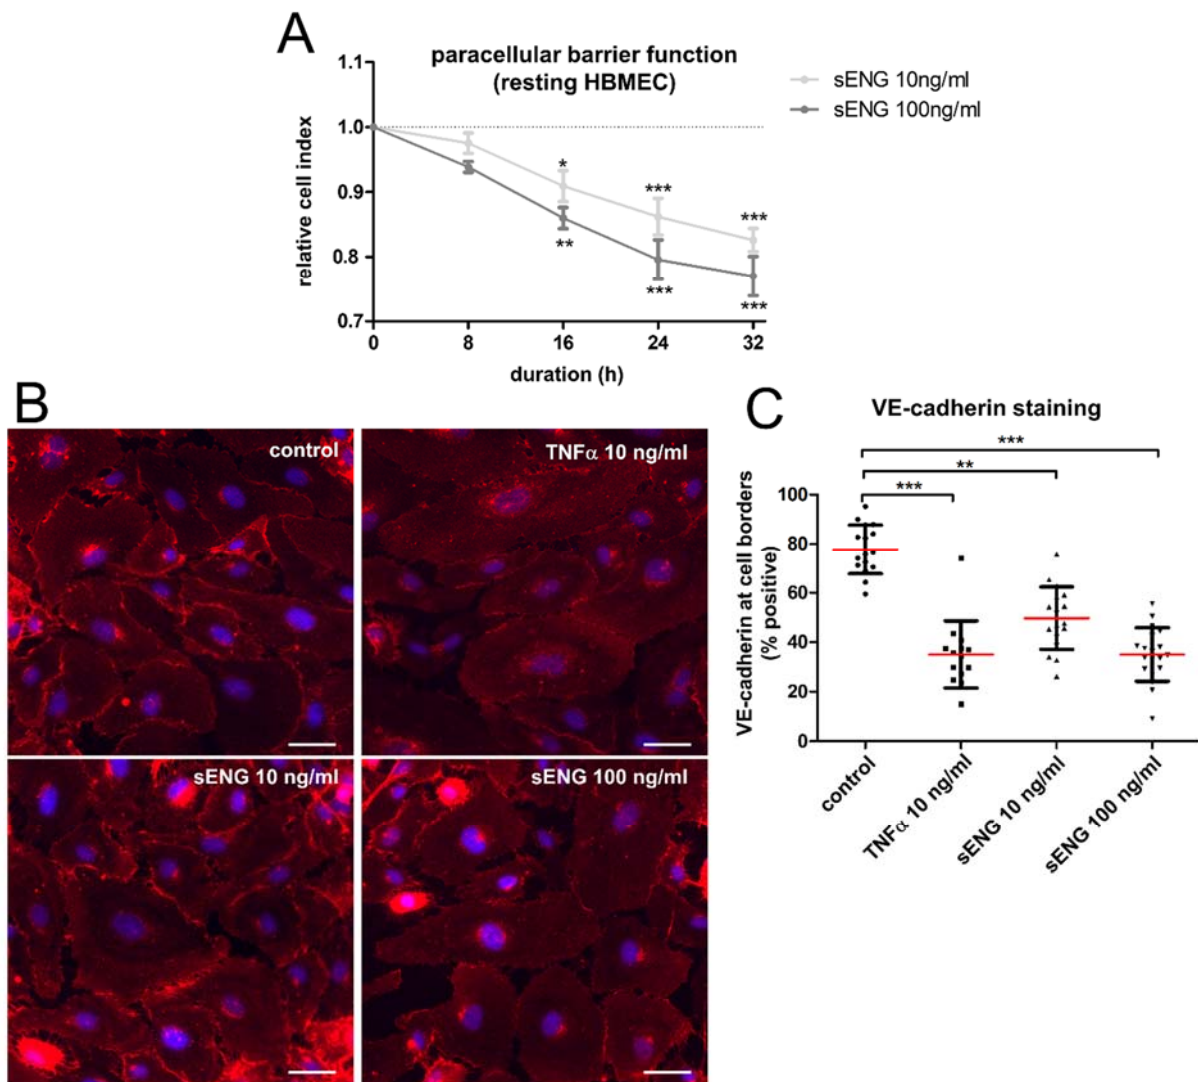 A
paracellular barrier function
(resting HBMEC)
sENG 10ng/ml
sENG 100ng/ml
relative cell index
1.1
1.0
0.9
0.8
0.7
*
***
***
**
***
***
0
8
16
24
32
duration (h)
B
control
TNFα 10 ng/ml
sENG 10 ng/ml
sENG 100 ng/ml
C
VE-cadherin staining
***
**
***
VE-cadherin at cell borders
(% positive)
100
80
60
40
20
0
control
TNFα 10 ng/ml
sENG 10 ng/ml
sENG 100 ng/ml